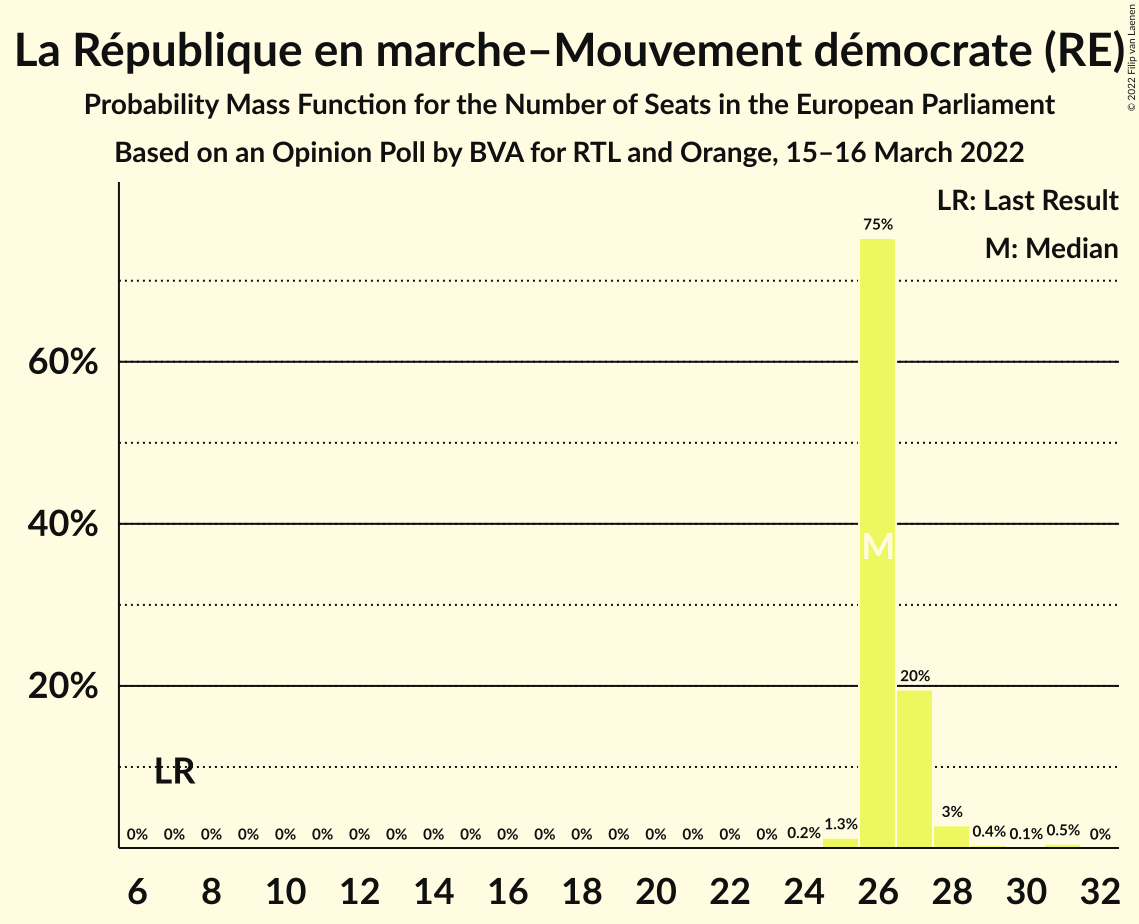 La République en marche–Mouvement démocrate (RE)
© 2022 Filip van Laenen
Probability Mass Function for the Number of Seats in the European Parliament
Based on an Opinion Poll by BVA for RTL and Orange, 15–16 March 2022
LR: Last Result
M: Median
75%
60%
40%
M
20%
20%
LR
0% 0% 0% 0% 0% 0% 0% 0% 0% 0% 0% 0% 0% 0% 0% 0% 0% 0% 0.2% 1.3% 3% 0.4% 0.1% 0.5% 0%
6 8 10 12 14 16 18 20 22 24 26 28 30 32